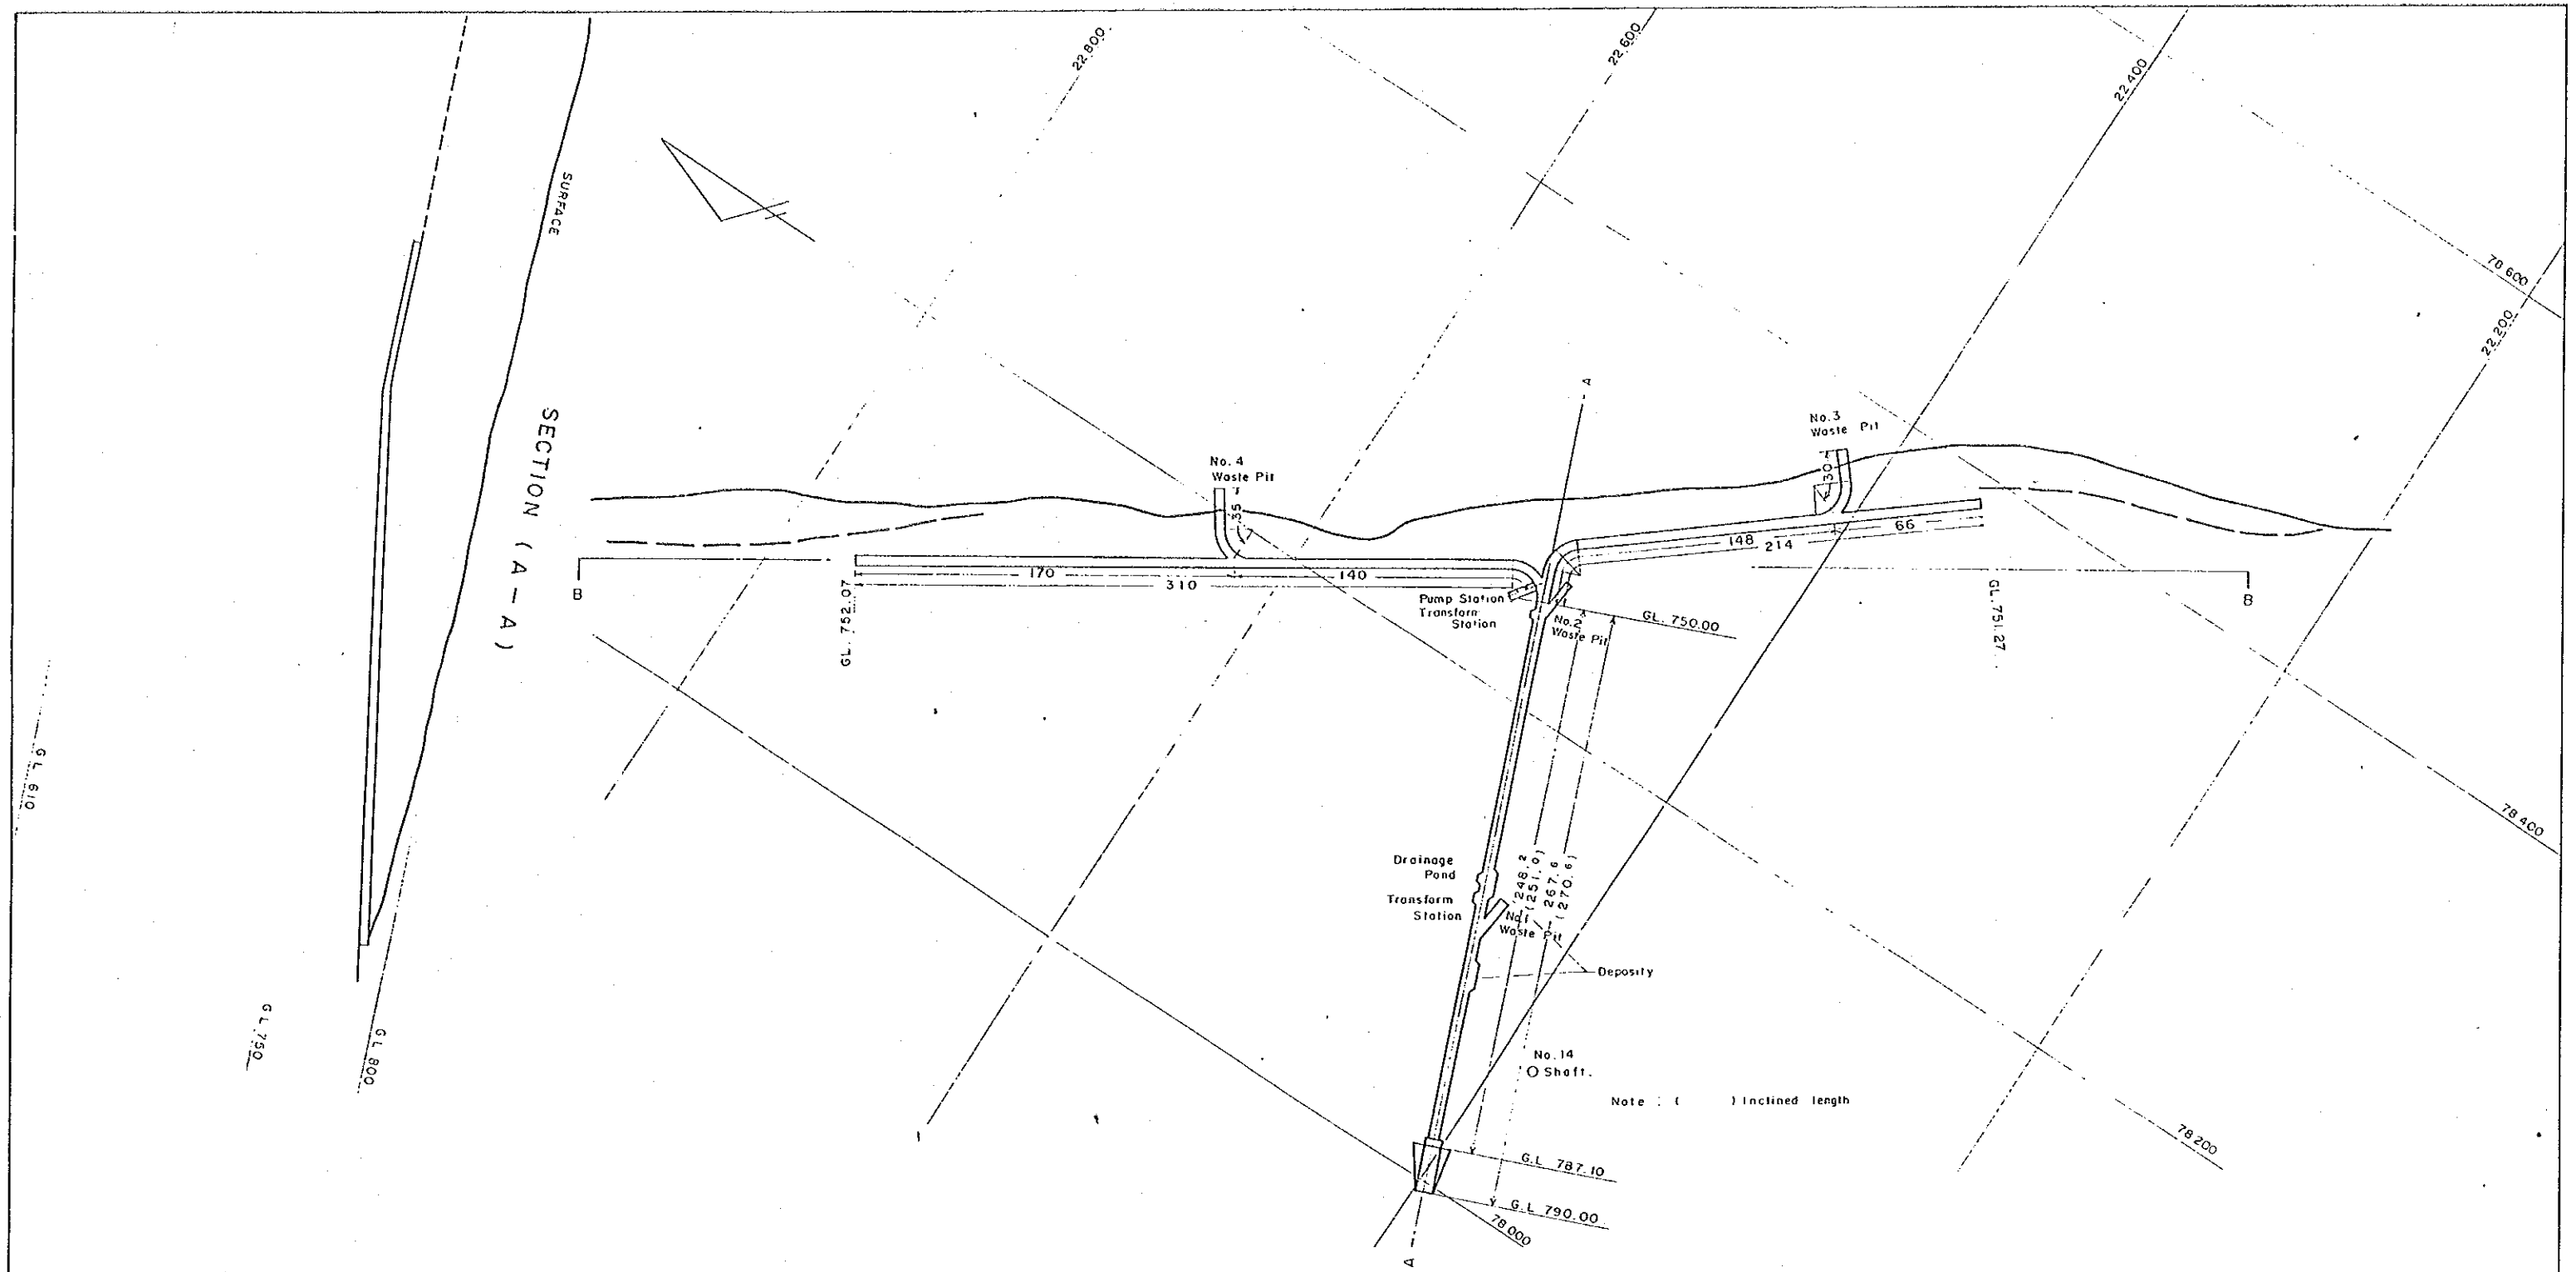 22.800.
22.600
22.400
22.200
78 600
78 400
78 200
78 000
SURFACE
SECTION ( A — A )
GL 610
GL 750
GL 800
A
No. 3
Waste Pit
30
No. 4
Waste Pit
35
148
66
214
170
140
310
B
B
GL. 752.07
GL. 751.27
Pump Station
Transform
Station
No.2
Waste Pit
GL. 750.00
Drainage
Pond
Transform
Station
No.1
Waste Pit
248.2
(251.0)
267.6
(270.6)
Deposity
No. 14
Shaft.
Note : ( ) Inclined length
G.L 787.10
G.L 790.00
A